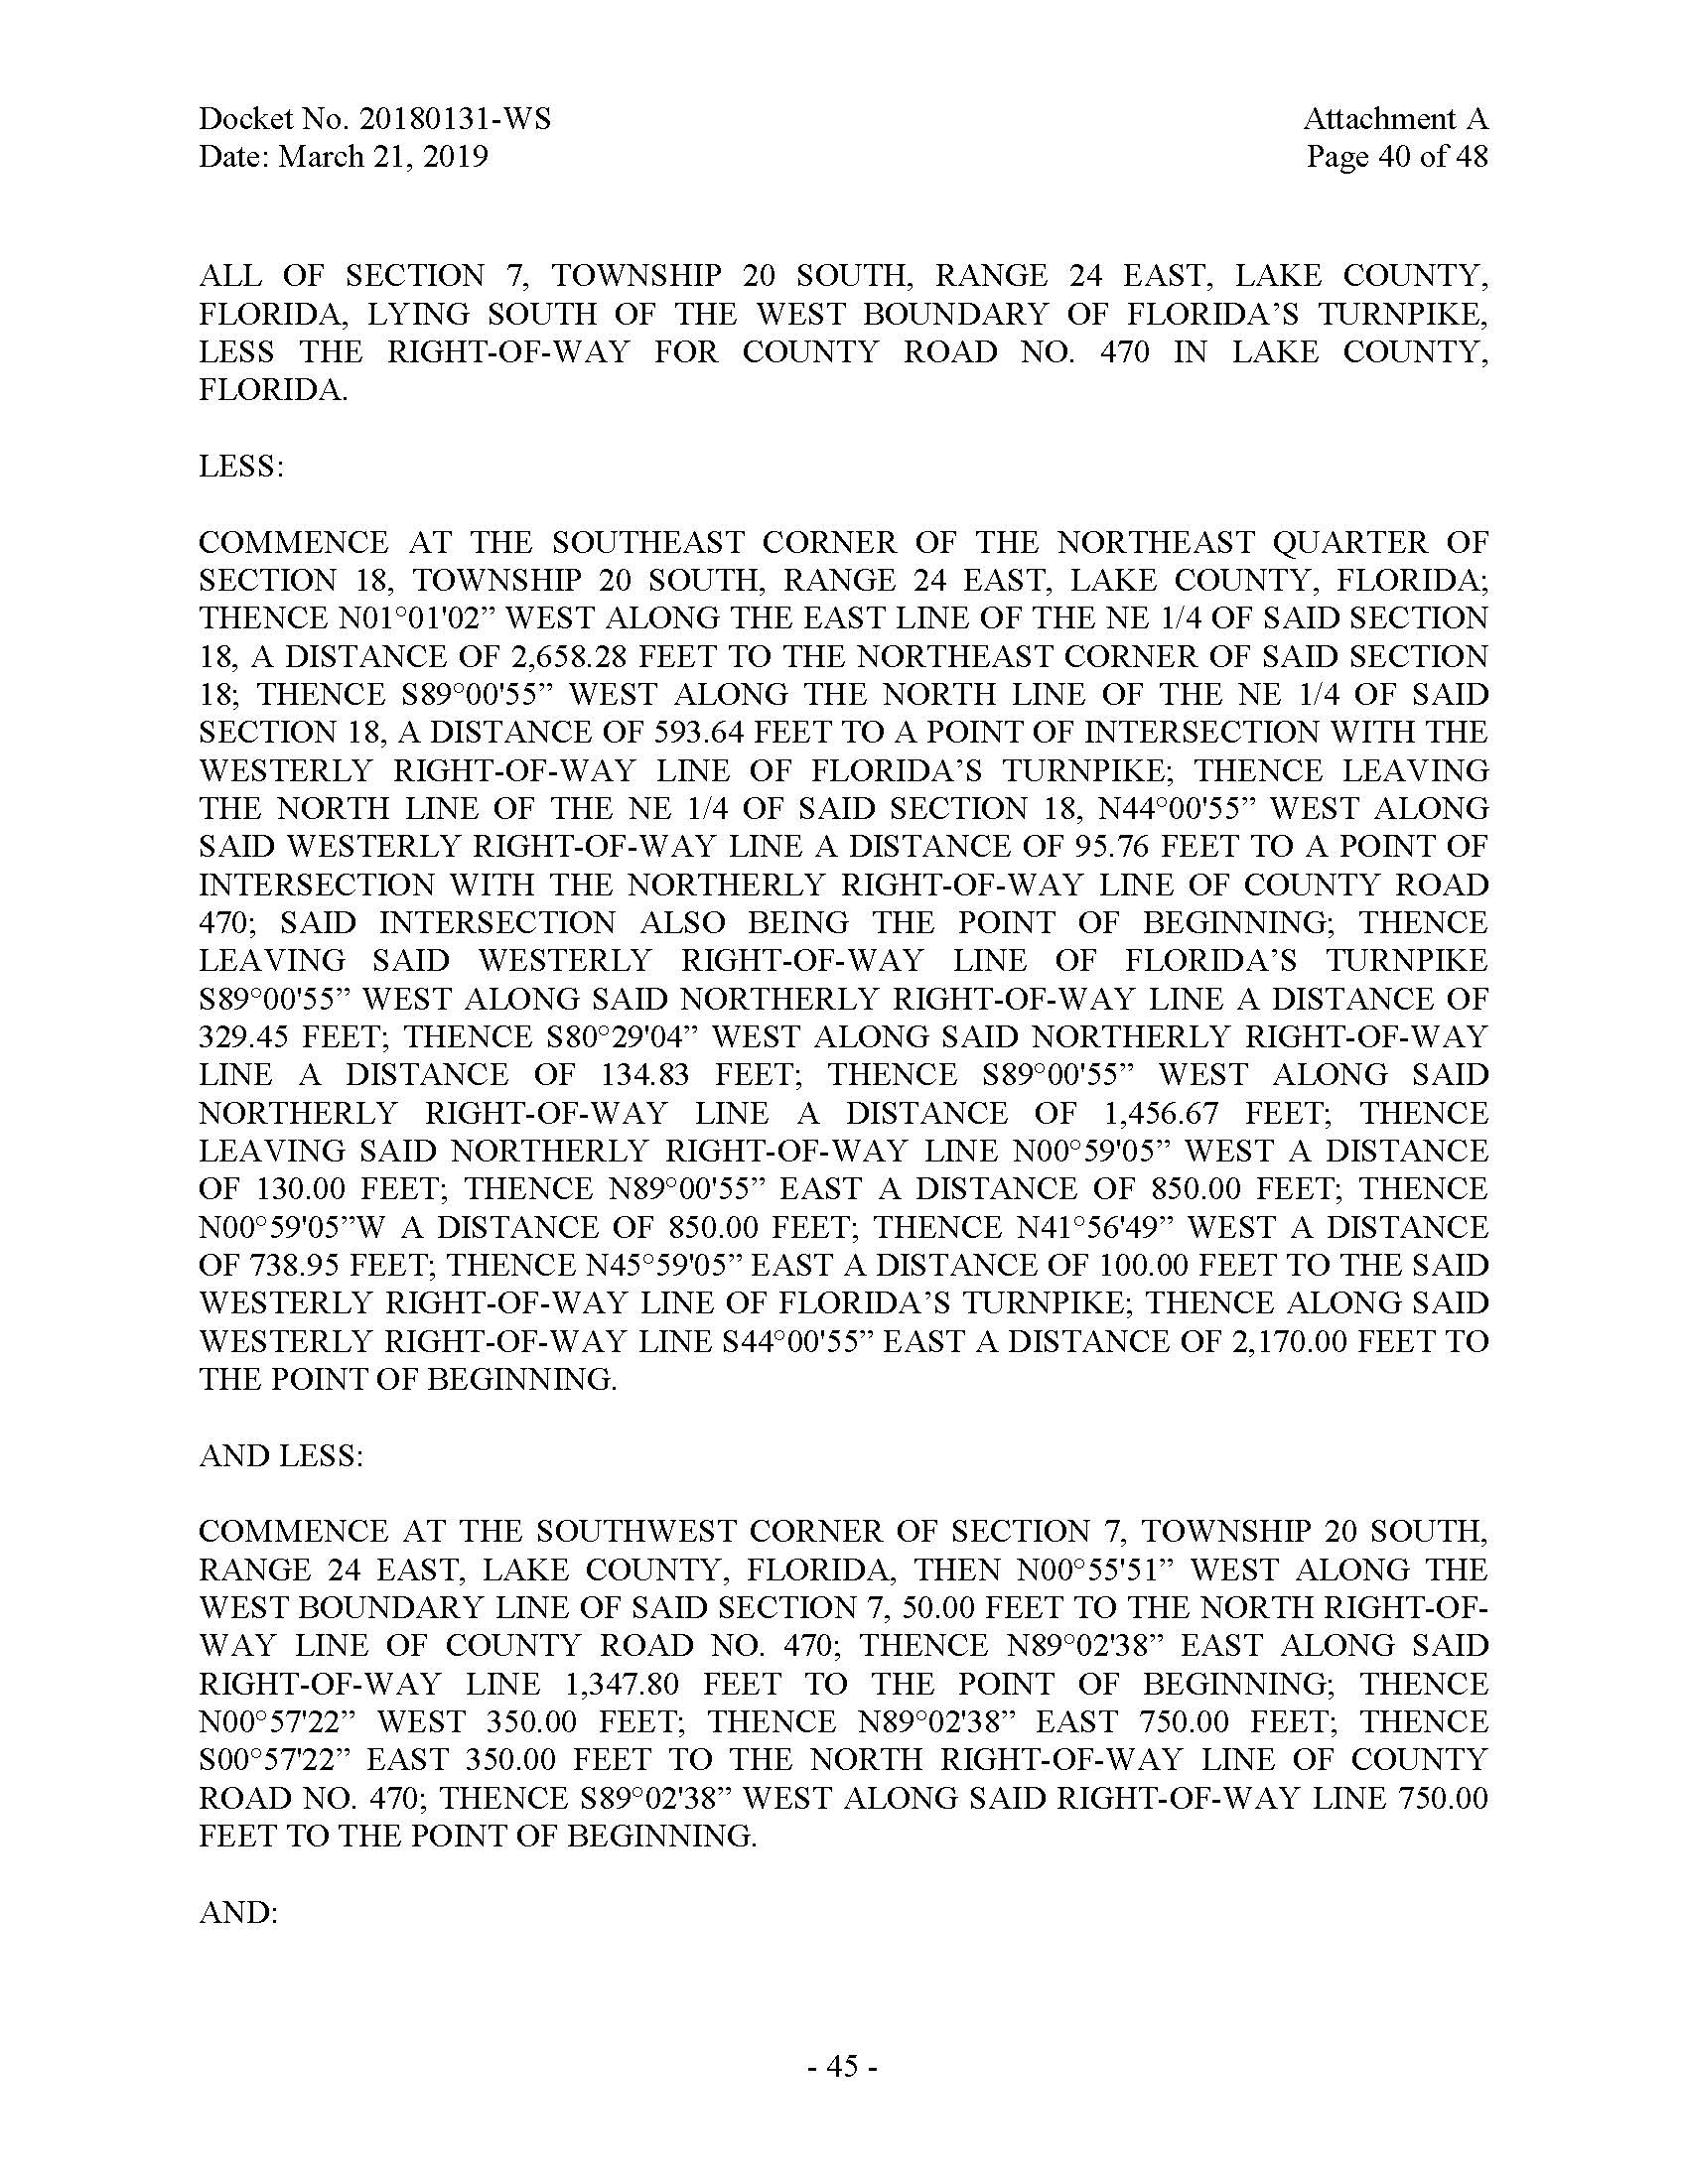 Docket No. 20180131-WS
Attachment A
Date: March 21, 2019
Page 40 of 48
ALL OF SECTION 7, TOWNSHIP 20 SOUTH, RANGE 24 EAST, LAKE COUNTY,
FLORIDA, LYING SOUTH OF THE WEST BOUNDARY OF FLORIDA’S TURNPIKE,
LESS THE RIGHT-OF-WAY FOR COUNTY ROAD NO. 470 IN LAKE COUNTY,
FLORIDA.
LESS:
COMMENCE AT THE SOUTHEAST CORNER OF THE NORTHEAST QUARTER OF
SECTION 18, TOWNSHIP 20 SOUTH, RANGE 24 EAST, LAKE COUNTY, FLORIDA;
THENCE N01°01'02” WEST ALONG THE EAST LINE OF THE NE 1/4 OF SAID SECTION
18, A DISTANCE OF 2,658.28 FEET TO THE NORTHEAST CORNER OF SAID SECTION
18; THENCE S89°00'55” WEST ALONG THE NORTH LINE OF THE NE 1/4 OF SAID
SECTION 18, A DISTANCE OF 593.64 FEET TO A POINT OF INTERSECTION WITH THE
WESTERLY RIGHT-OF-WAY LINE OF FLORIDA’S TURNPIKE; THENCE LEAVING
THE NORTH LINE OF THE NE 1/4 OF SAID SECTION 18, N44°00'55” WEST ALONG
SAID WESTERLY RIGHT-OF-WAY LINE A DISTANCE OF 95.76 FEET TO A POINT OF
INTERSECTION WITH THE NORTHERLY RIGHT-OF-WAY LINE OF COUNTY ROAD
470; SAID INTERSECTION ALSO BEING THE POINT OF BEGINNING; THENCE
LEAVING SAID WESTERLY RIGHT-OF-WAY LINE OF FLORIDA’S TURNPIKE
S89°00'55” WEST ALONG SAID NORTHERLY RIGHT-OF-WAY LINE A DISTANCE OF
329.45 FEET; THENCE S80°29'04” WEST ALONG SAID NORTHERLY RIGHT-OF-WAY
LINE A DISTANCE OF 134.83 FEET; THENCE S89°00'55” WEST ALONG SAID
NORTHERLY RIGHT-OF-WAY LINE A DISTANCE OF 1,456.67 FEET; THENCE
LEAVING SAID NORTHERLY RIGHT-OF-WAY LINE N00°59'05” WEST A DISTANCE
OF 130.00 FEET; THENCE N89°00'55” EAST A DISTANCE OF 850.00 FEET; THENCE
N00°59'05”W A DISTANCE OF 850.00 FEET; THENCE N41°56'49” WEST A DISTANCE
OF 738.95 FEET; THENCE N45°59'05” EAST A DISTANCE OF 100.00 FEET TO THE SAID
WESTERLY RIGHT-OF-WAY LINE OF FLORIDA’S TURNPIKE; THENCE ALONG SAID
WESTERLY RIGHT-OF-WAY LINE S44°00'55” EAST A DISTANCE OF 2,170.00 FEET TO
THE POINT OF BEGINNING.
AND LESS:
COMMENCE AT THE SOUTHWEST CORNER OF SECTION 7, TOWNSHIP 20 SOUTH,
RANGE 24 EAST, LAKE COUNTY, FLORIDA, THEN N00°55'51” WEST ALONG THE
WEST BOUNDARY LINE OF SAID SECTION 7, 50.00 FEET TO THE NORTH RIGHT-OF-
WAY LINE OF COUNTY ROAD NO. 470; THENCE N89°02'38” EAST ALONG SAID
RIGHT-OF-WAY LINE 1,347.80 FEET TO THE POINT OF BEGINNING; THENCE
N00°57'22” WEST 350.00 FEET; THENCE N89°02'38” EAST 750.00 FEET; THENCE
S00°57'22” EAST 350.00 FEET TO THE NORTH RIGHT-OF-WAY LINE OF COUNTY
ROAD NO. 470; THENCE S89°02'38” WEST ALONG SAID RIGHT-OF-WAY LINE 750.00
FEET TO THE POINT OF BEGINNING.
AND:
- 45 -